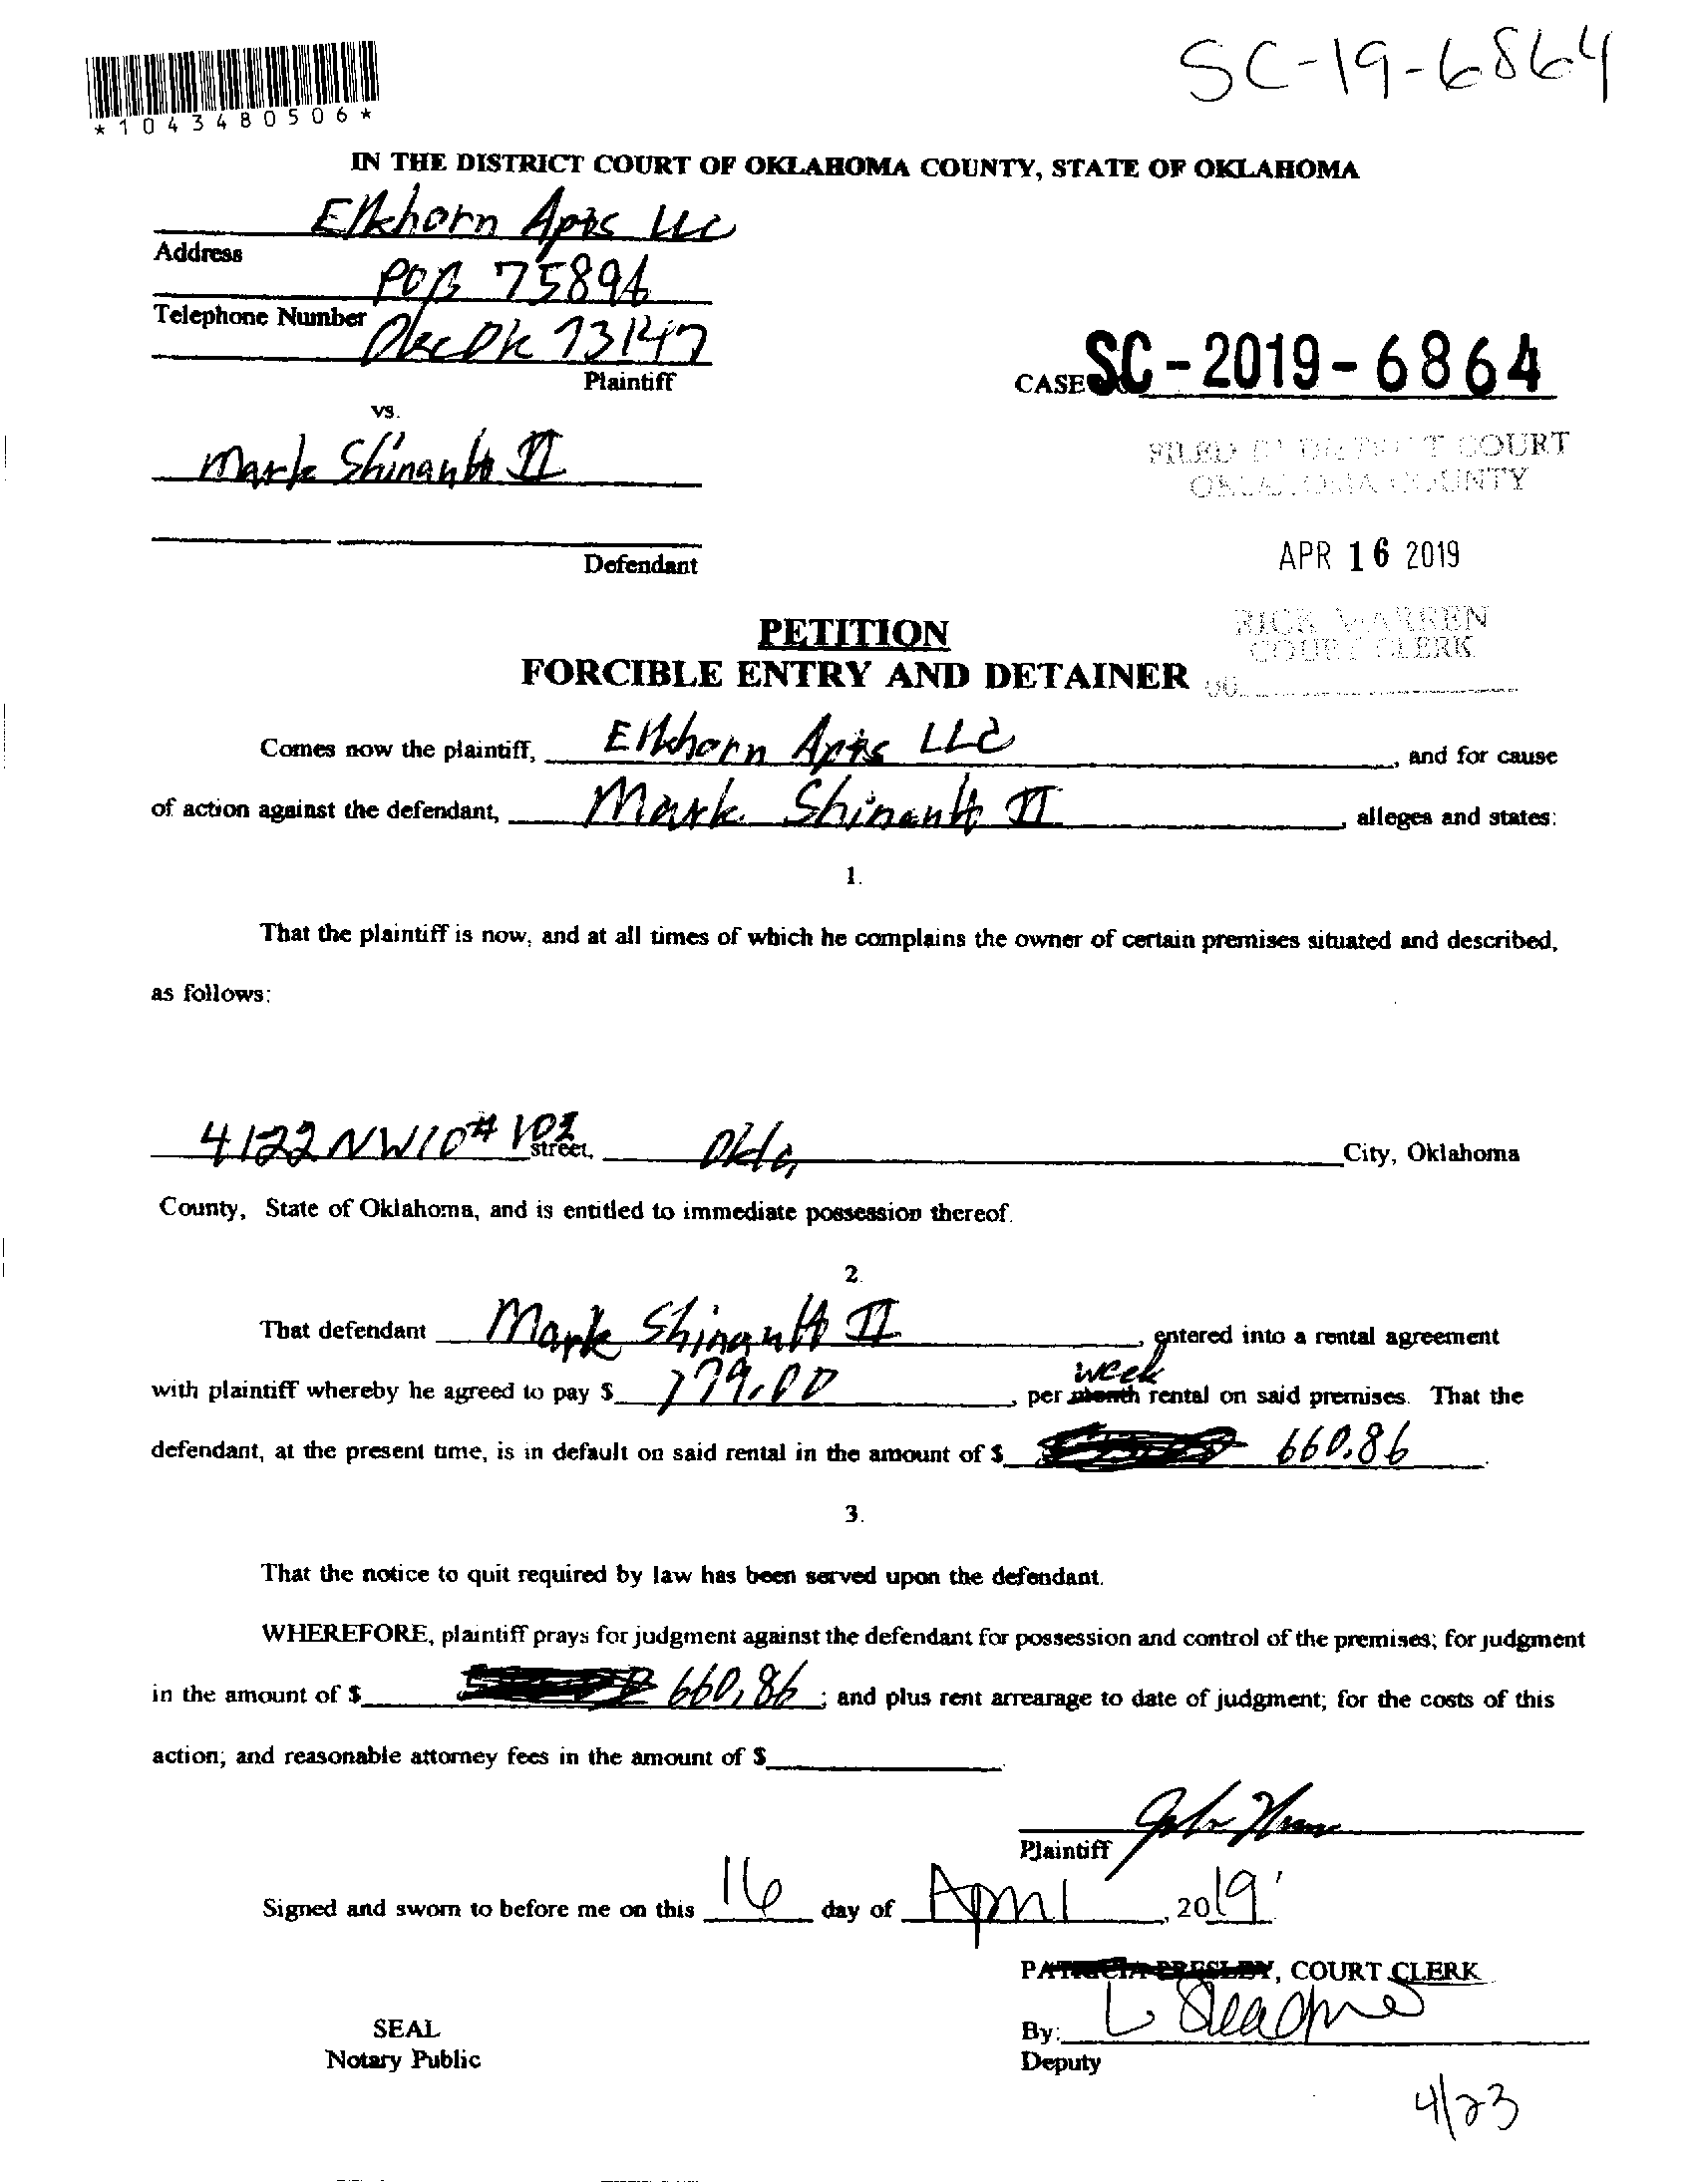 SC-19-6864
*1043480506*
IN THE DISTRICT COURT OF OKLAHOMA COUNTY, STATE OF OKLAHOMA
Elkhorn Apts LLC
Address
POB 75894
Telephone Number
Okc Ok 73147
Plaintiff
CASE SC-2019-6864
vs.
Mark Shinault II
FILED IN DISTRICT COURT
OKLAHOMA COUNTY
Defendant
APR 16 2019
RICK WARREN
COURT CLERK
PETITION
FORCIBLE ENTRY AND DETAINER
Comes now the plaintiff, Elkhorn Apts LLC, and for cause
of action against the defendant, Mark Shinault II, alleges and states:
1.
That the plaintiff is now, and at all times of which he complains the owner of certain premises situated and described,
as follows:
4122 NW10# street, Okla, City, Oklahoma
County, State of Oklahoma, and is entitled to immediate possession thereof.
2.
That defendant Mark Shinault II, entered into a rental agreement
week
with plaintiff whereby he agreed to pay $ 179.00, per month rental on said premises. That the
defendant, at the present time, is in default on said rental in the amount of $ 660.86.
3.
That the notice to quit required by law has been served upon the defendant.
WHEREFORE, plaintiff prays for judgment against the defendant for possession and control of the premises; for judgment
in the amount of $ 660.86; and plus rent arrearage to date of judgment; for the costs of this
action; and reasonable attorney fees in the amount of $
Plaintiff
Signed and sworn to before me on this 16 day of April, 2019
PATRICIA PRESLEY, COURT CLERK
SEAL
By:
Notary Public
Deputy
4/23